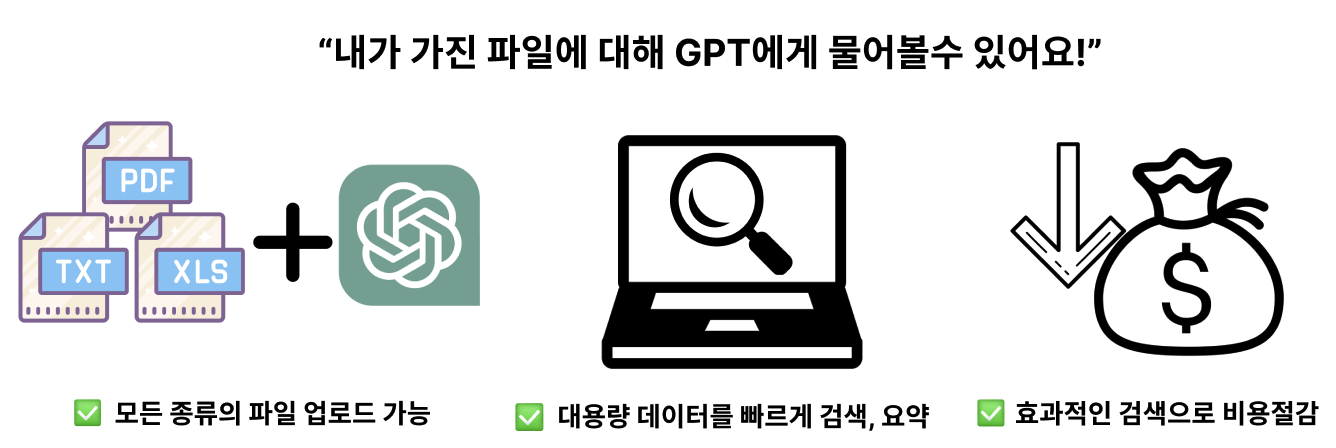 “내가 가진 파일에 대해 GPT에게 물어볼수 있어요!”
PDF
TXT
XLS
$
✅ 모든 종류의 파일 업로드 가능
✅ 대용량 데이터를 빠르게 검색, 요약
✅ 효과적인 검색으로 비용절감